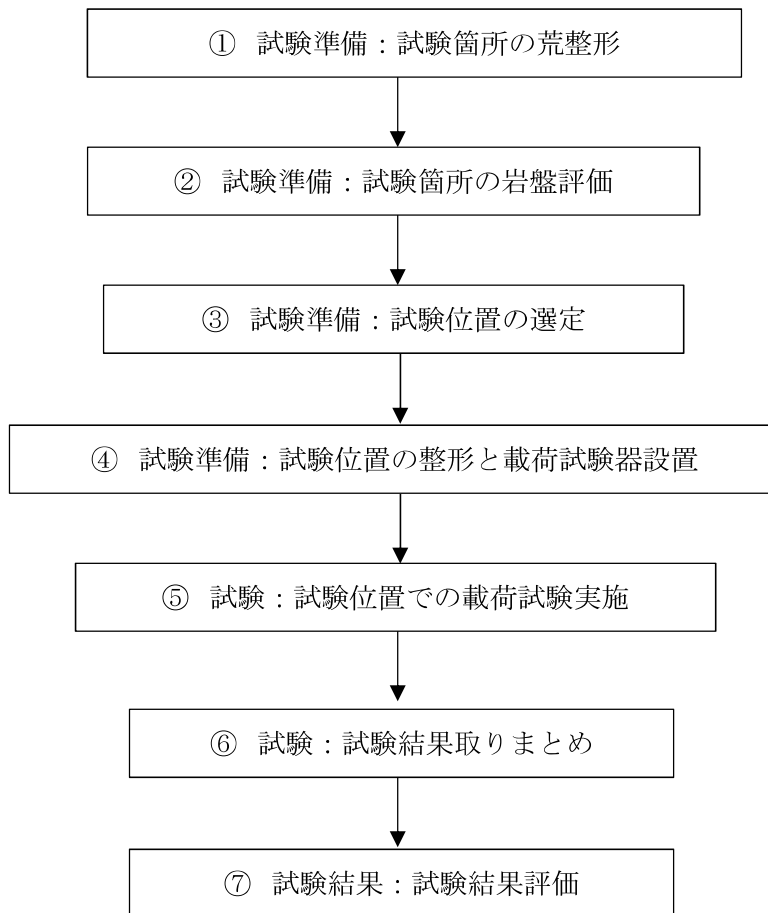 ① 試験準備：試験箇所の荒整形
② 試験準備：試験箇所の岩盤評価
③ 試験準備：試験位置の選定
④ 試験準備：試験位置の整形と載荷試験器設置
⑤ 試験：試験位置での載荷試験実施
⑥ 試験：試験結果取りまとめ
⑦ 試験結果：試験結果評価